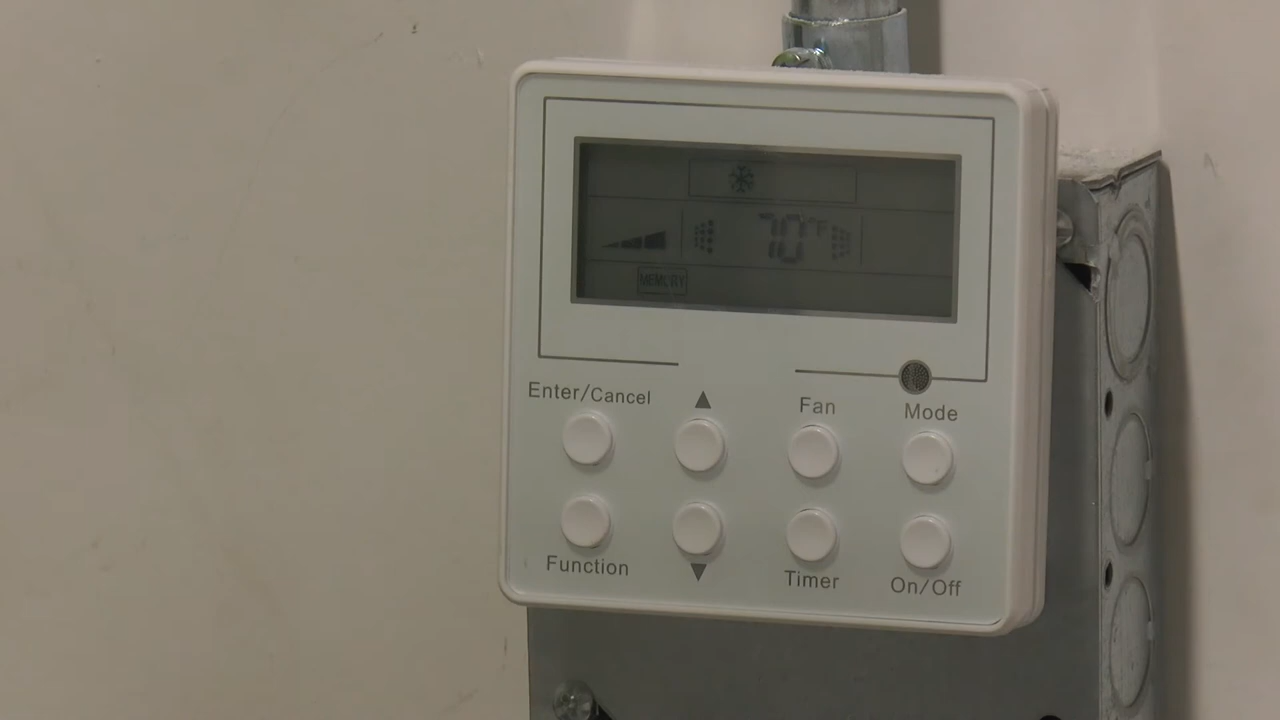 70°F
MEMORY
Enter/Cancel ▲ Fan Mode
Function ▼ Timer On/Off